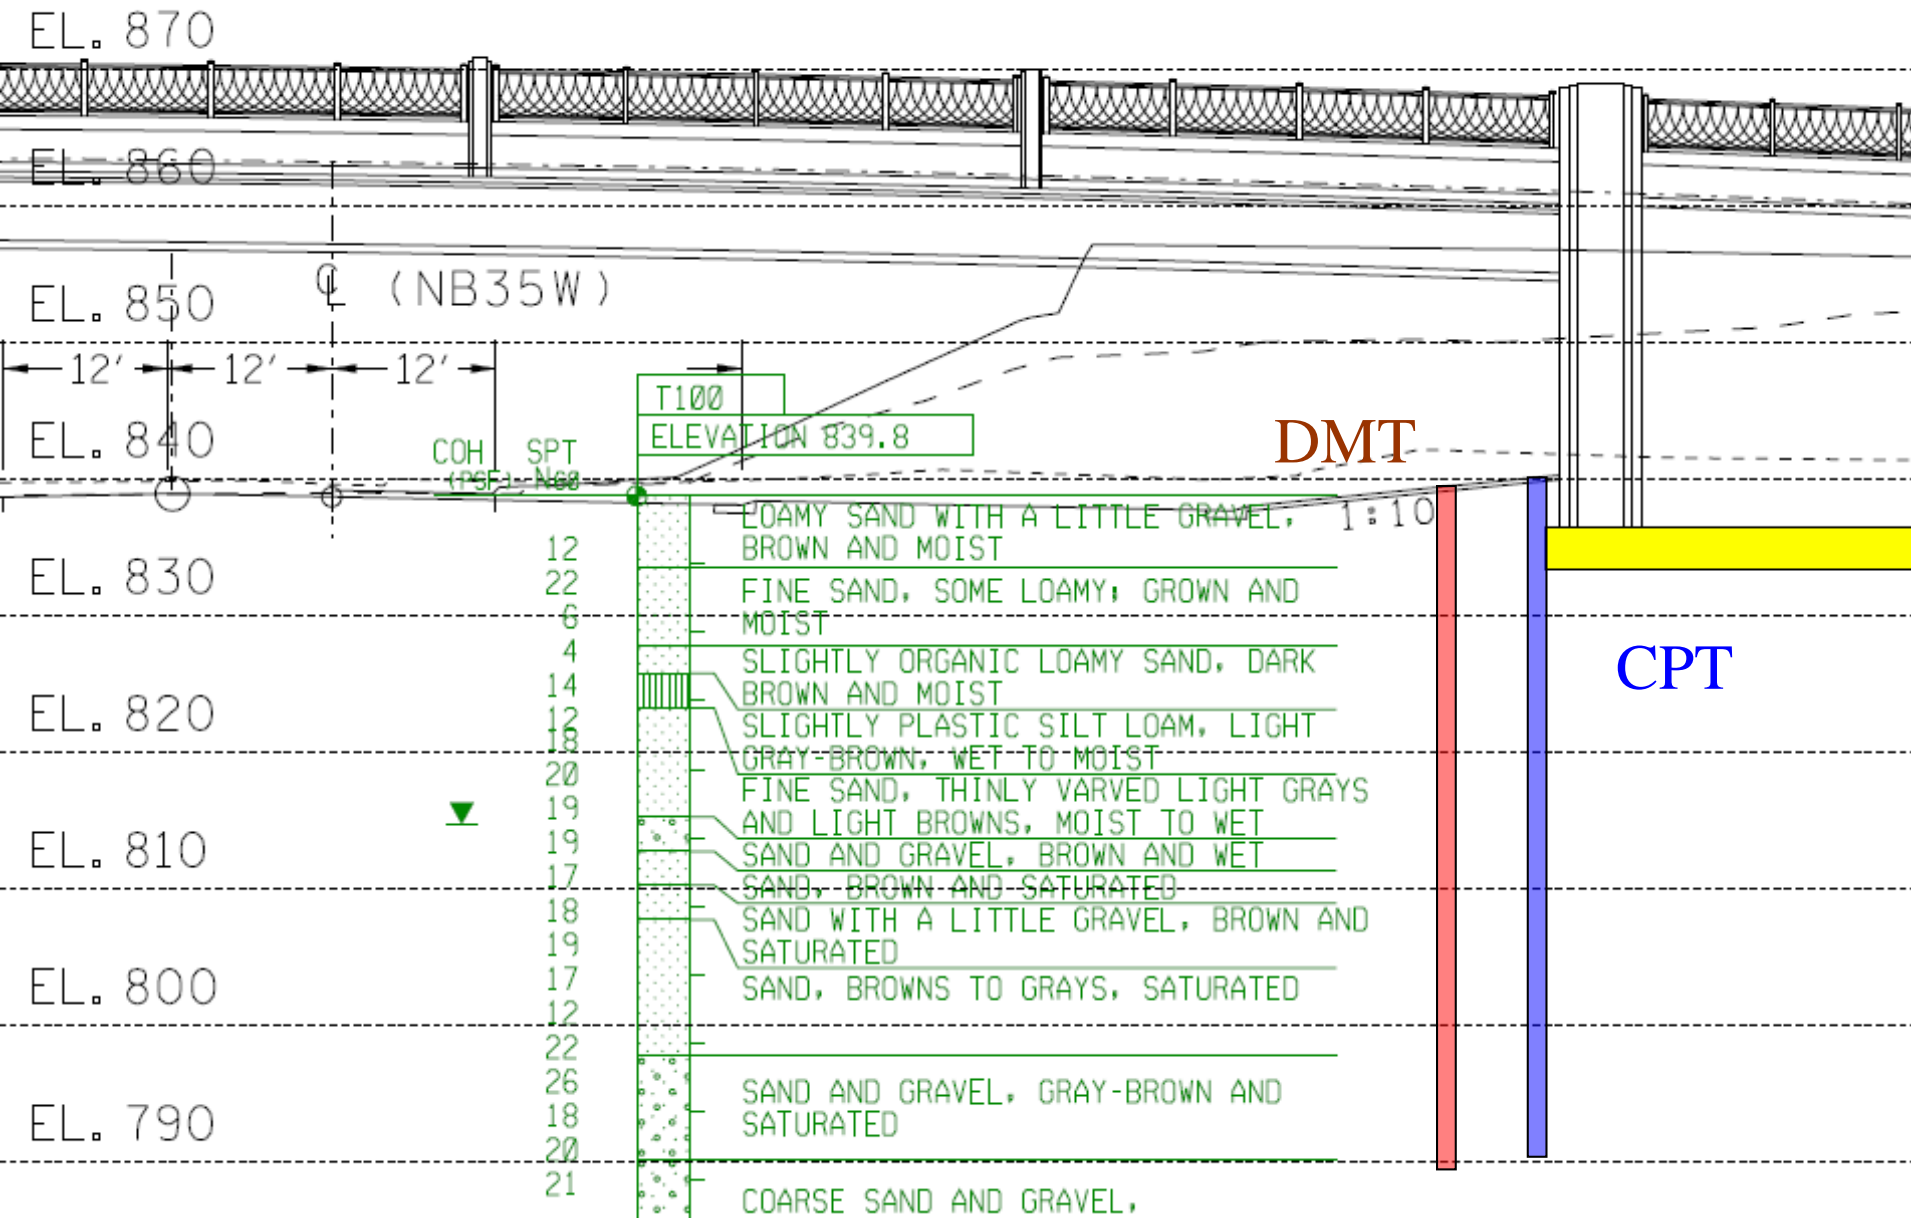 EL. 870
EL. 860
EL. 850
℄ (NB35W)
12' 12' 12'
T100
ELEVATION 839.8
EL. 840
COH SPT
(PSF) N60
DMT
1:10
LOAMY SAND WITH A LITTLE GRAVEL,
BROWN AND MOIST
12
EL. 830
22
FINE SAND, SOME LOAMY; GROWN AND
MOIST
6
4
SLIGHTLY ORGANIC LOAMY SAND, DARK
BROWN AND MOIST
CPT
14
EL. 820
12
SLIGHTLY PLASTIC SILT LOAM, LIGHT
GRAY-BROWN, WET TO MOIST
18
20
FINE SAND, THINLY VARVED LIGHT GRAYS
AND LIGHT BROWNS, MOIST TO WET
19
EL. 810
19
SAND AND GRAVEL, BROWN AND WET
17
SAND, BROWN AND SATURATED
18
SAND WITH A LITTLE GRAVEL, BROWN AND
SATURATED
19
EL. 800
17
SAND, BROWNS TO GRAYS, SATURATED
12
22
26
SAND AND GRAVEL, GRAY-BROWN AND
SATURATED
EL. 790
18
20
21
COARSE SAND AND GRAVEL,